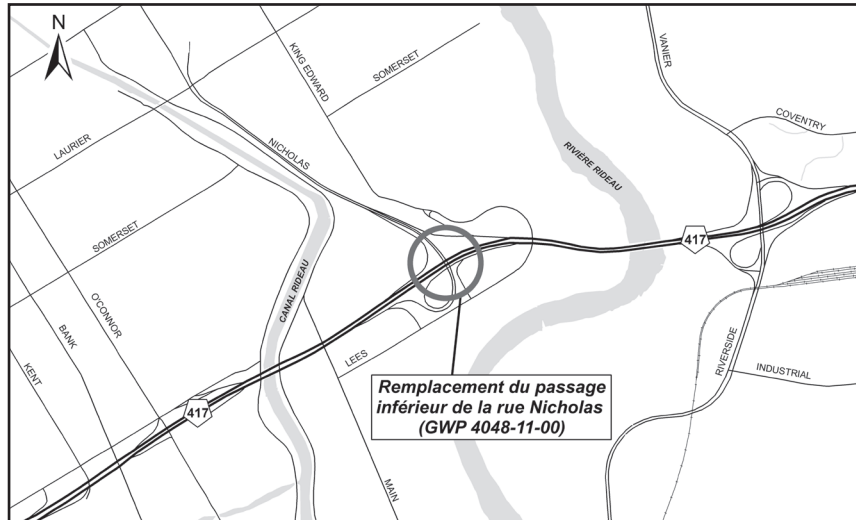 N
KING EDWARD
SOMERSET
VANIER
COVENTRY
LAURIER
NICHOLAS
RIVIÈRE RIDEAU
SOMERSET
417
CANAL RIDEAU
O'CONNOR
BANK
KENT
LEES
RIVERSIDE
INDUSTRIAL
417
Remplacement du passage
inférieur de la rue Nicholas
(GWP 4048-11-00)
MAIN